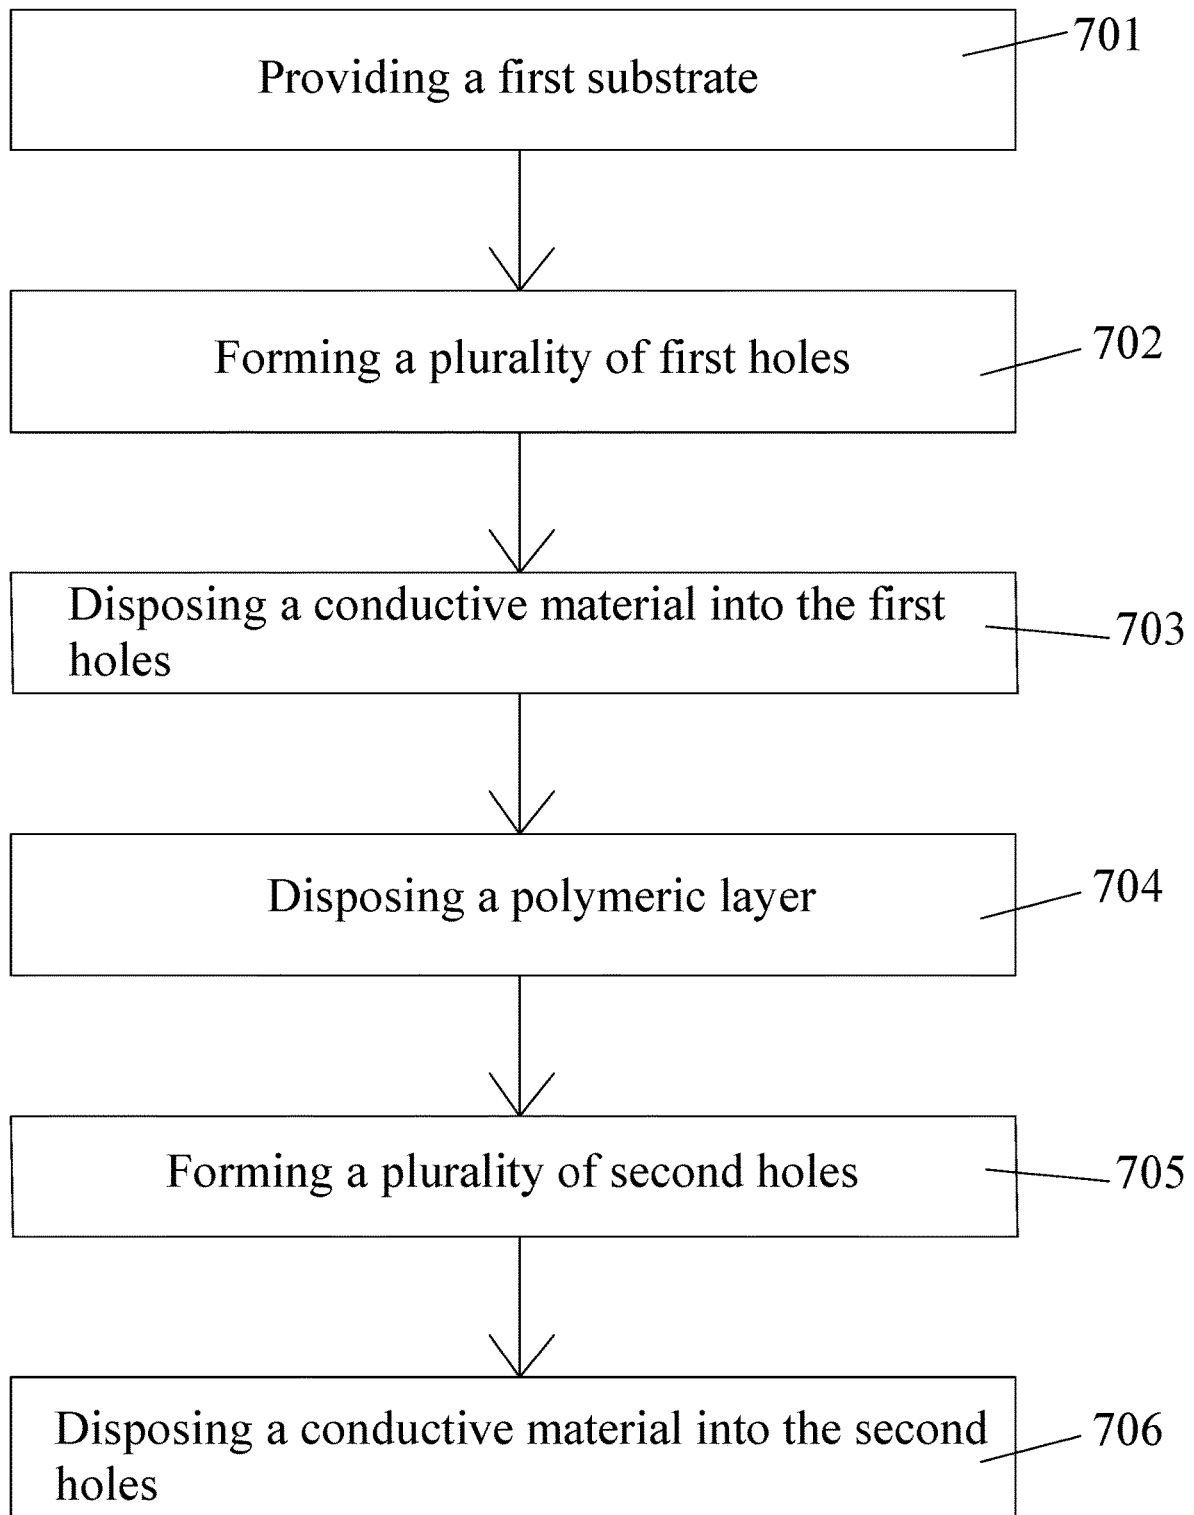 Providing a first substrate
701
Forming a plurality of first holes
702
Disposing a conductive material into the first
holes
703
Disposing a polymeric layer
704
Forming a plurality of second holes
705
Disposing a conductive material into the second
holes
706